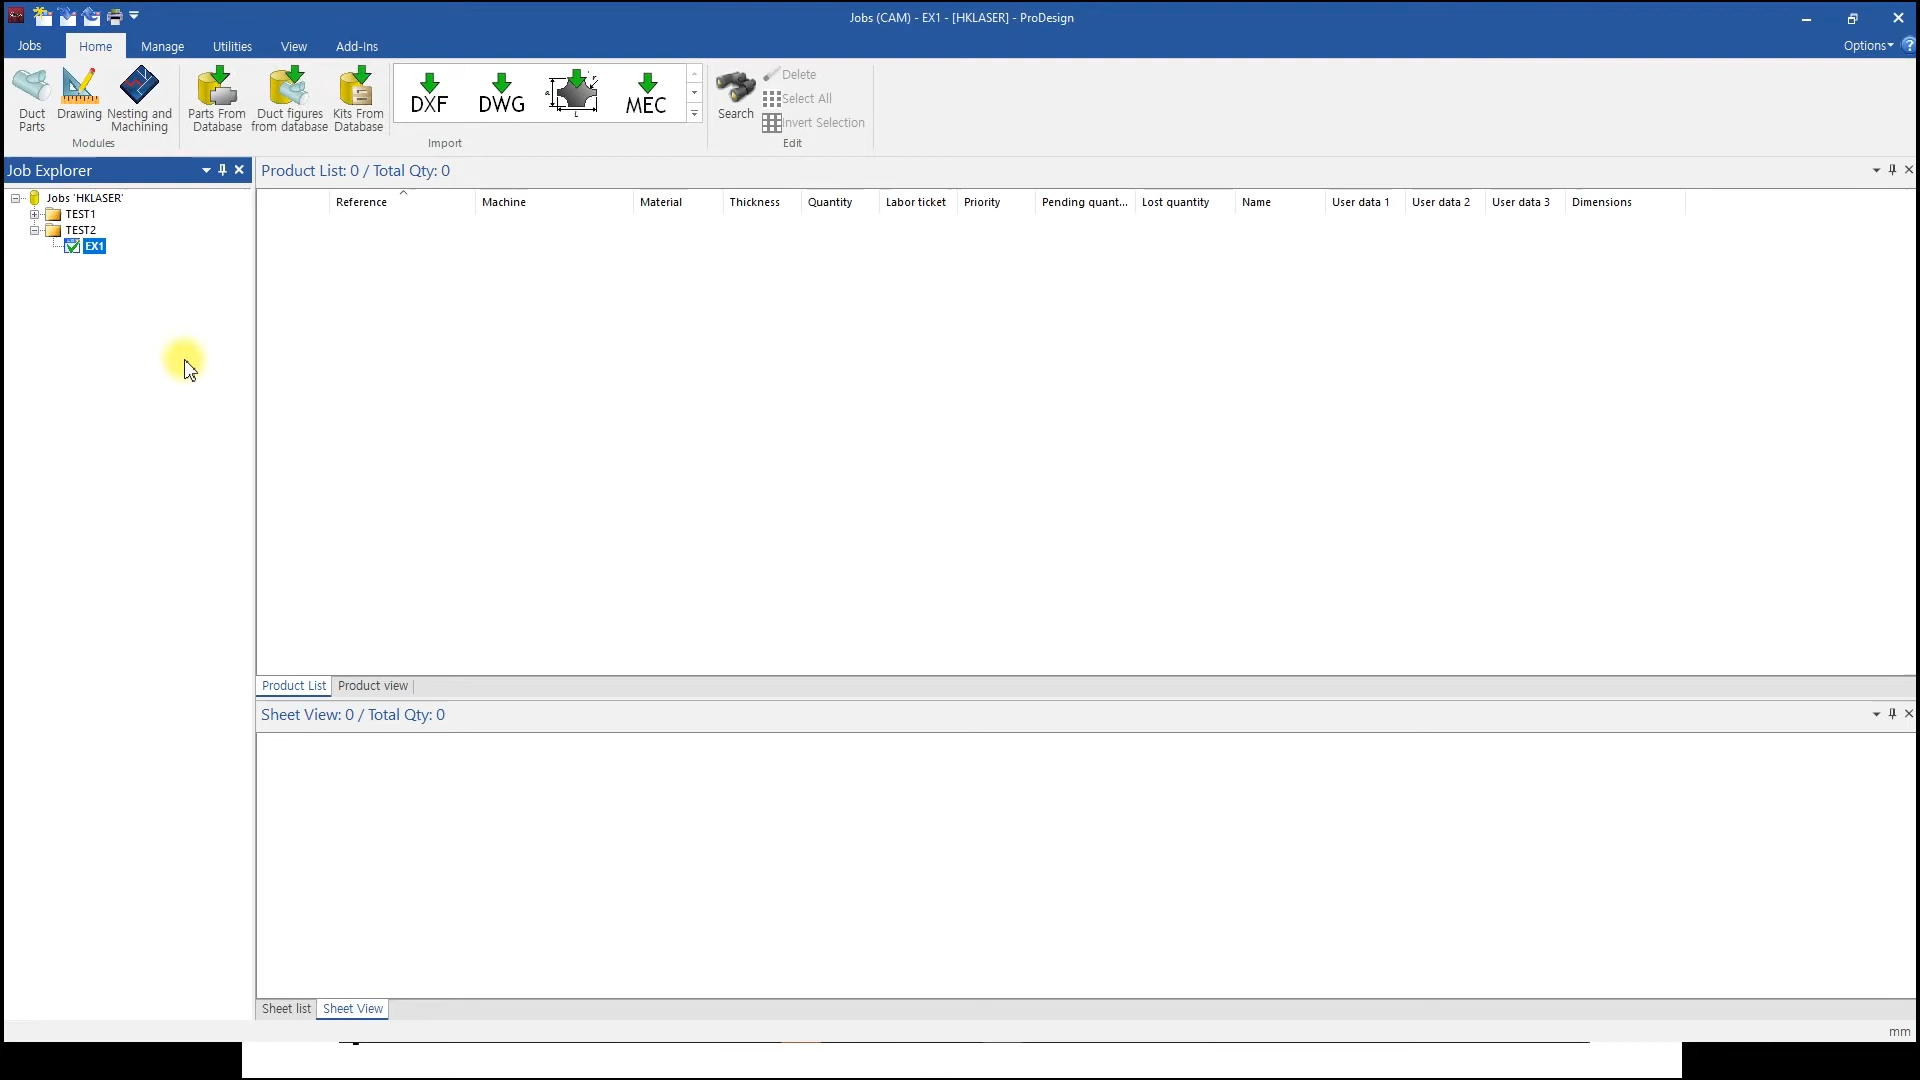 Jobs (CAM) - EX1 - [HKLASER] - ProDesign
Jobs Home Manage Utilities View Add-Ins Options
Duct Parts
Drawing
Nesting and Machining
Modules
Parts From Database
Duct figures from database
Kits From Database
DXF DWG MEC
Import
Search
Delete
Select All
Invert Selection
Edit
Job Explorer
Jobs 'HKLASER'
TEST1
TEST2
EX1
Product List: 0 / Total Qty: 0
Reference Machine Material Thickness Quantity Labor ticket Priority Pending quant... Lost quantity Name User data 1 User data 2 User data 3 Dimensions
Product List Product view
Sheet View: 0 / Total Qty: 0
Sheet list Sheet View
mm